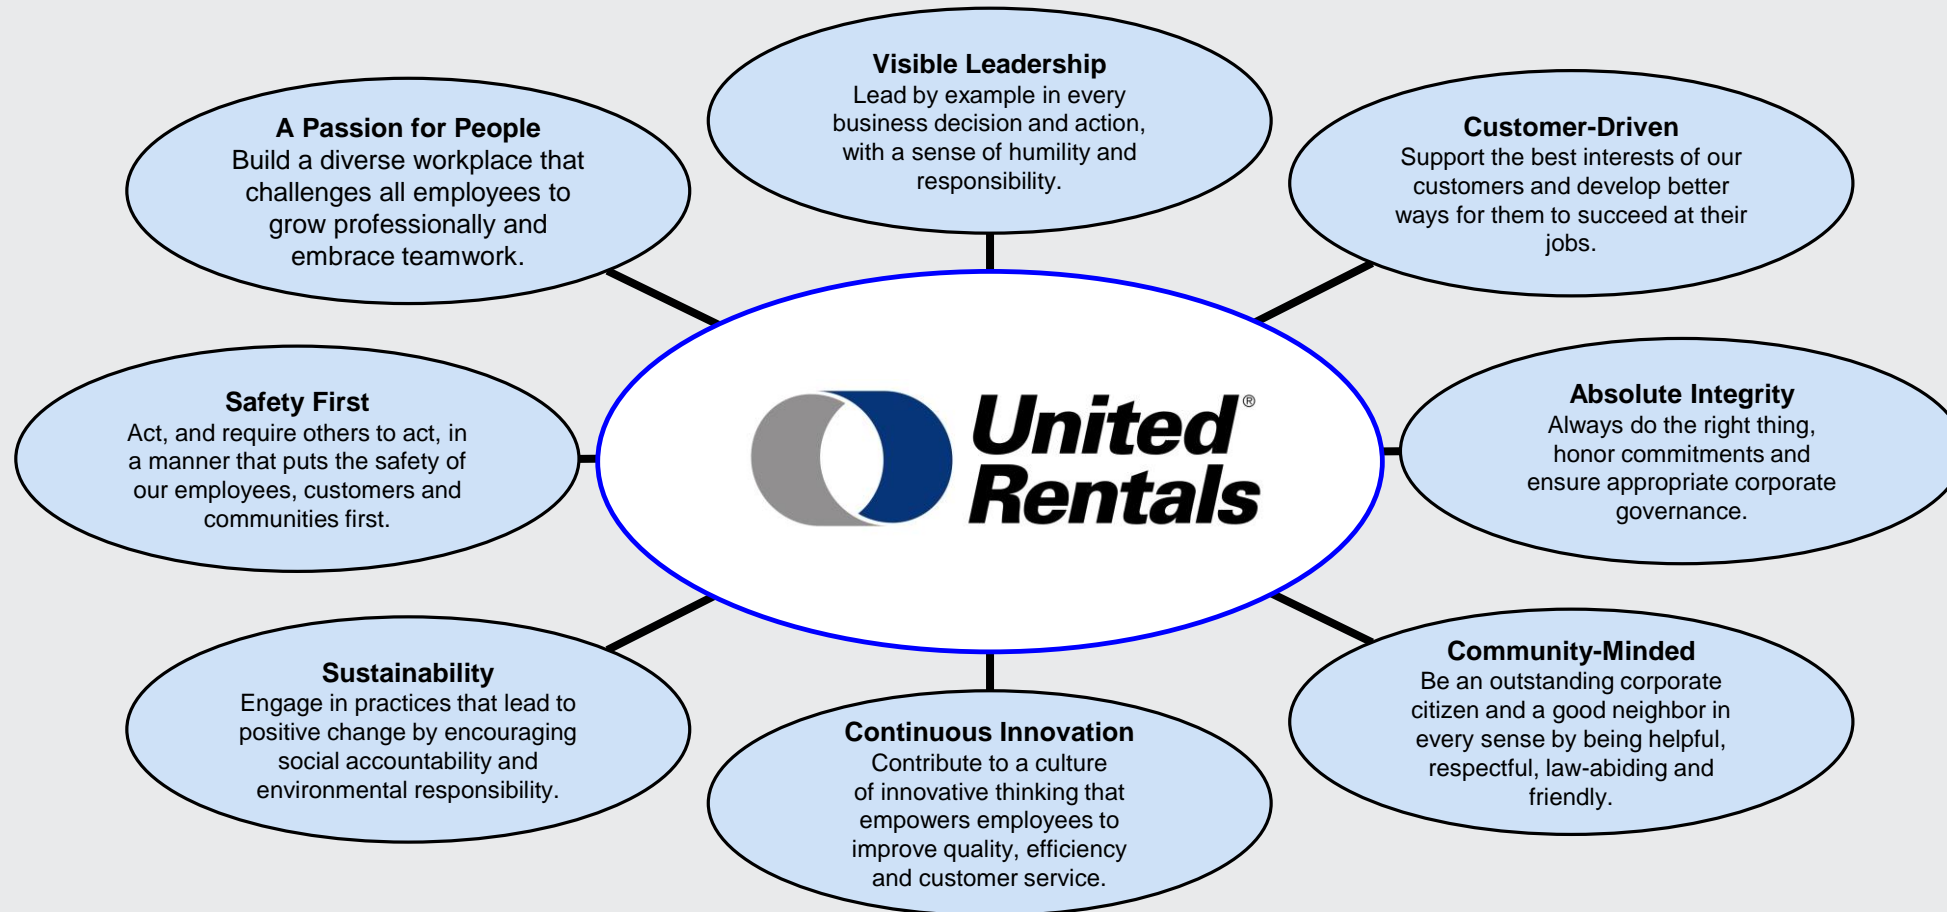 Visible Leadership
Lead by example in every
business decision and action,
with a sense of humility and
responsibility.
A Passion for People
Build a diverse workplace that
challenges all employees to
grow professionally and
embrace teamwork.
Customer-Driven
Support the best interests of our
customers and develop better
ways for them to succeed at their
jobs.
Safety First
Act, and require others to act, in
a manner that puts the safety of
our employees, customers and
communities first.
United®
Rentals
Absolute Integrity
Always do the right thing,
honor commitments and
ensure appropriate corporate
governance.
Sustainability
Engage in practices that lead to
positive change by encouraging
social accountability and
environmental responsibility.
Continuous Innovation
Contribute to a culture
of innovative thinking that
empowers employees to
improve quality, efficiency
and customer service.
Community-Minded
Be an outstanding corporate
citizen and a good neighbor in
every sense by being helpful,
respectful, law-abiding and
friendly.